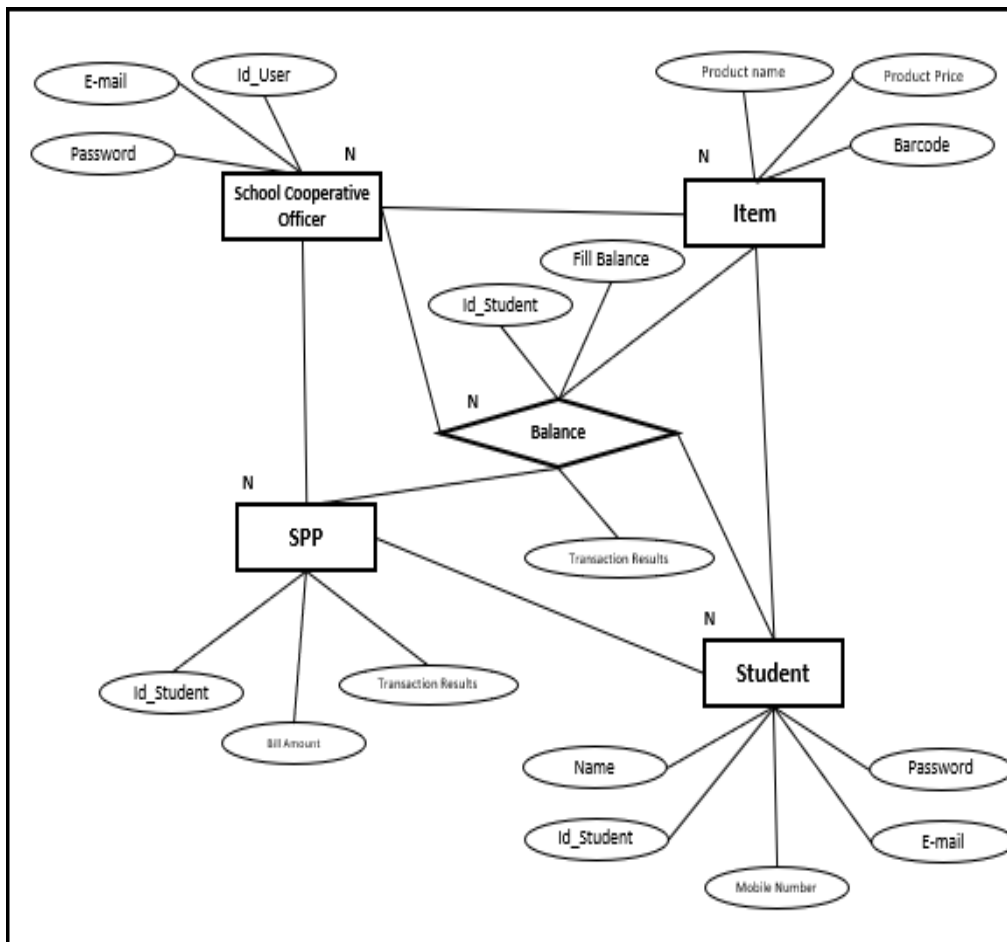 E-mail
Id_User
Password
N
School Cooperative
Officer
Product name
Product Price
Barcode
N
Item
Fill Balance
Id_Student
N
Balance
Transaction Results
N
SPP
Id_Student
Bill Amount
Transaction Results
N
Student
Name
Id_Student
Mobile Number
Password
E-mail